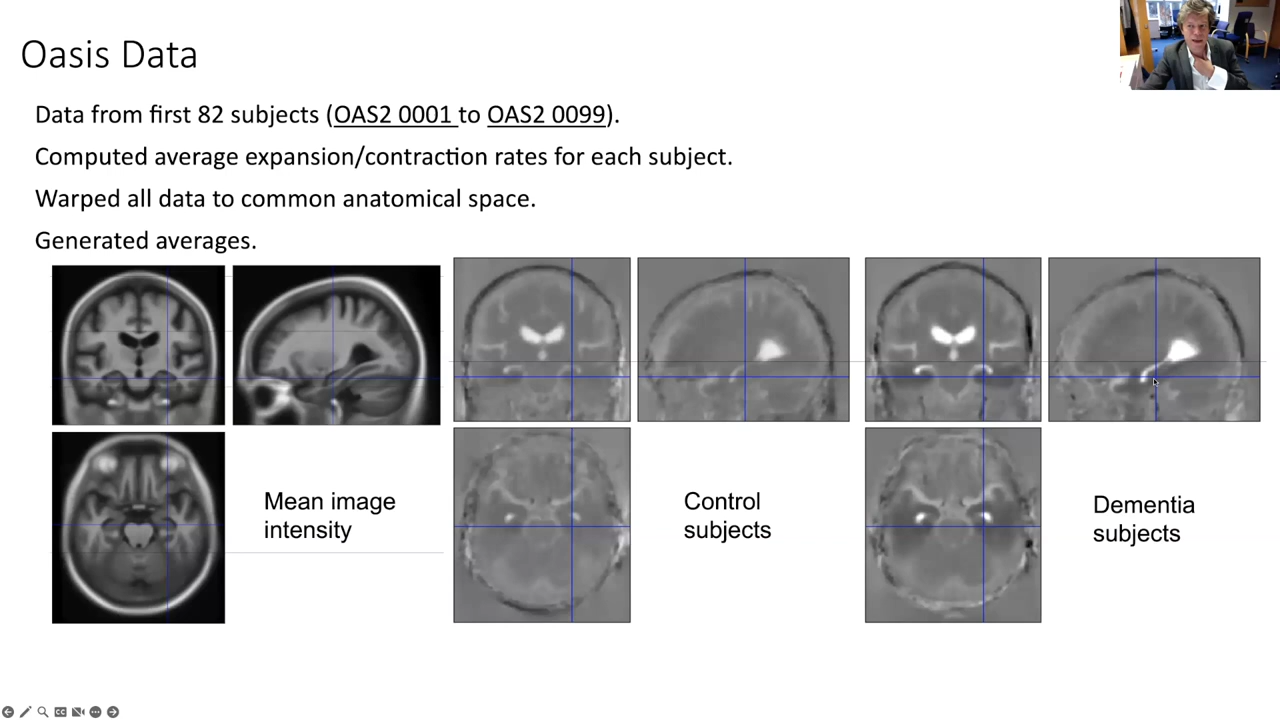 Oasis Data
Data from first 82 subjects (OAS2 0001 to OAS2 0099).
Computed average expansion/contraction rates for each subject.
Warped all data to common anatomical space.
Generated averages.
Mean image
intensity
Control
subjects
Dementia
subjects
CC